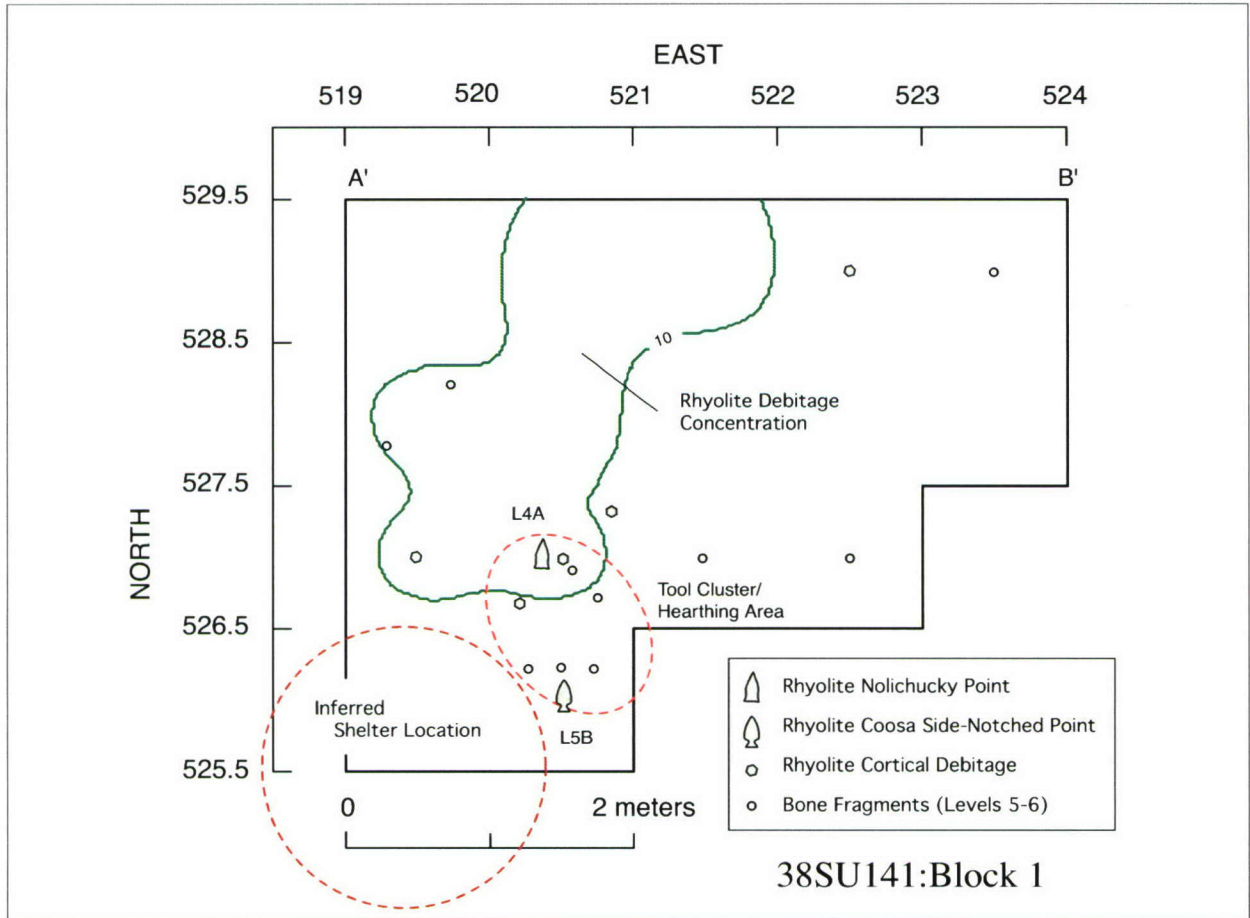 EAST
519 520 521 522 523 524
A' B'
529.5
528.5
10
Rhyolite Debitage
Concentration
527.5
L4A
NORTH
Tool Cluster/
Hearthing Area
526.5
Inferred
Shelter Location
L5B
525.5
0 2 meters
Rhyolite Nolichucky Point
Rhyolite Coosa Side-Notched Point
Rhyolite Cortical Debitage
Bone Fragments (Levels 5-6)
38SU141:Block 1